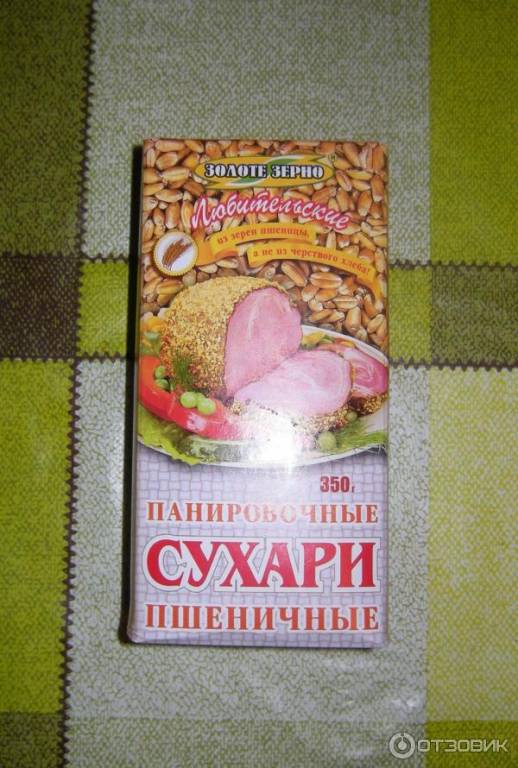 ЗОЛОТЕ ЗЕРНО
Любительские
из зерен пшеницы,
а не из черствого хлеба!
350г
ПАНИРОВОЧНЫЕ
СУХАРИ
ПШЕНИЧНЫЕ
ОТЗОВИК